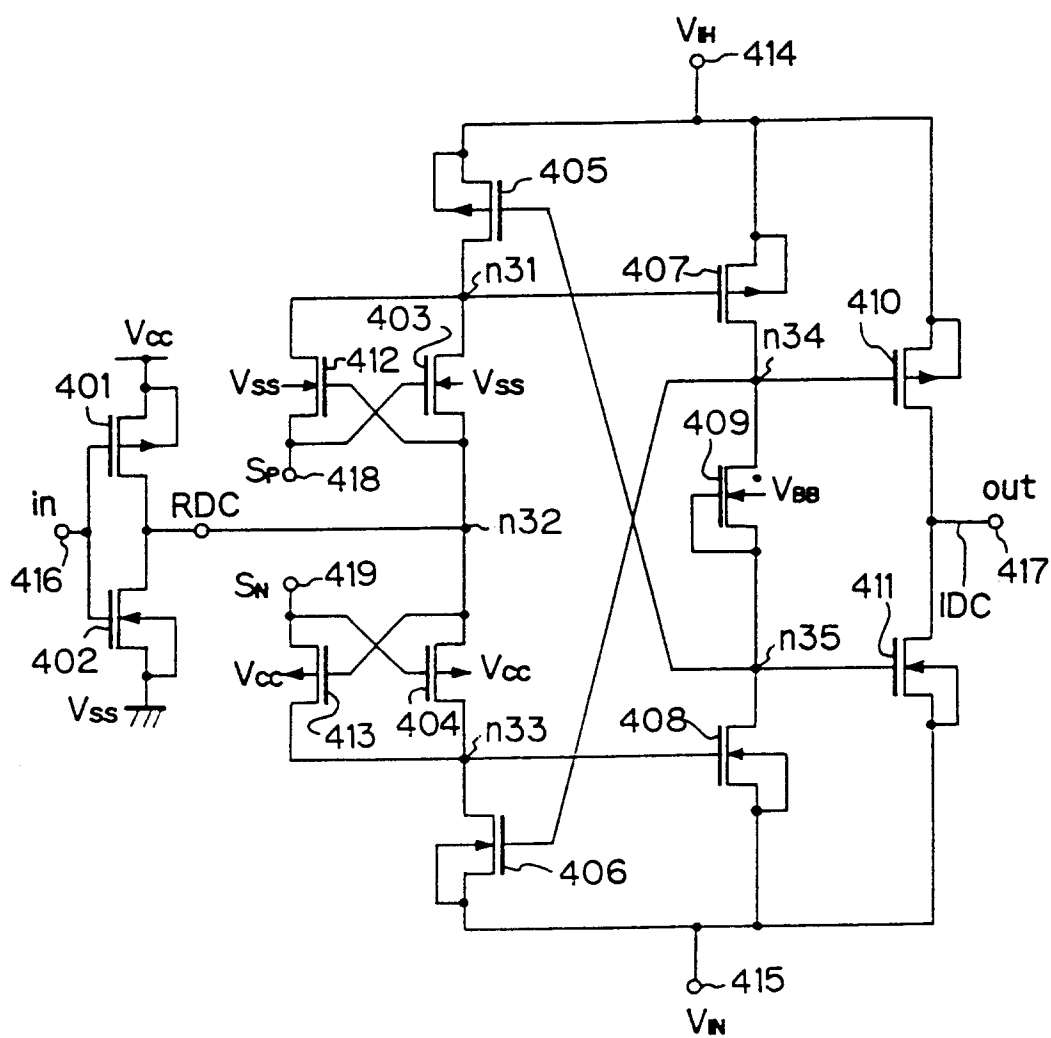 VIH
414
405
n31
407
403
412
410
VCC
n34
401
VSS
VSS
409
SP
418
VBB
in
RDC
n32
out
416
SN
419
417
IDC
411
402
VCC
VCC
n35
VSS
413
404
n33
408
406
415
VIN